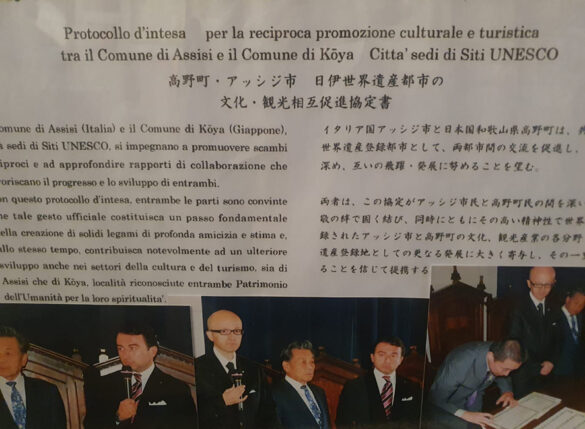 Protocollo d'intesa per la reciproca promozione culturale e turistica
tra il Comune di Assisi e il Comune di Kōya Citta' sedi di Siti UNESCO
高野町・アッシジ市 日伊世界遺産都市の
文化・観光相互促進協定書
omune di Assisi (Italia) e il Comune di Kōya (Giappone),
sedi di Siti UNESCO, si impegnano a promuovere scambi
iproci e ad approfondire rapporti di collaborazione che
oriscano il progresso e lo sviluppo di entrambi.
on questo protocollo d'intesa, entrambe le parti sono convinte
he tale gesto ufficiale costituisca un passo fondamentale
ella creazione di solidi legami di profonda amicizia e stima e,
llo stesso tempo, contribuisca notevolmente ad un ulteriore
sviluppo anche nei settori della cultura e del turismo, sia di
Assisi che di Kōya, località riconosciute entrambe Patrimonio
dell'Umanità per la loro spiritualita'.
イタリア国アッシジ市と日本国和歌山県高野町は、
世界遺産登録都市として、両都市間の交流を促進し、
深め、互いの飛躍・発展に努めることを望む。
両者は、この協定がアッシジ市民と高野町民の間を深い
敬の絆で固く結び、同時にともにその高い精神性で世界
録されたアッシジ市と高野町の文化、観光産業の各分野
遺産登録地としての更なる発展に大きく寄与し、その一
ることを信じて提携する